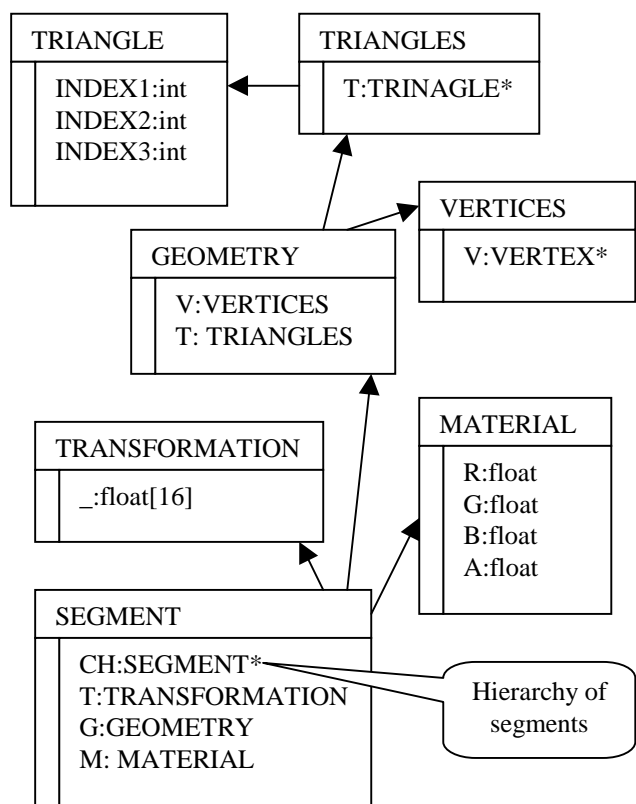 TRIANGLE
INDEX1:int
INDEX2:int
INDEX3:int
TRIANGLES
T:TRINAGLE*
VERTICES
V:VERTEX*
GEOMETRY
V:VERTICES
T: TRIANGLES
TRANSFORMATION
_:float[16]
MATERIAL
R:float
G:float
B:float
A:float
SEGMENT
CH:SEGMENT*
T:TRANSFORMATION
G:GEOMETRY
M: MATERIAL
Hierarchy of
segments